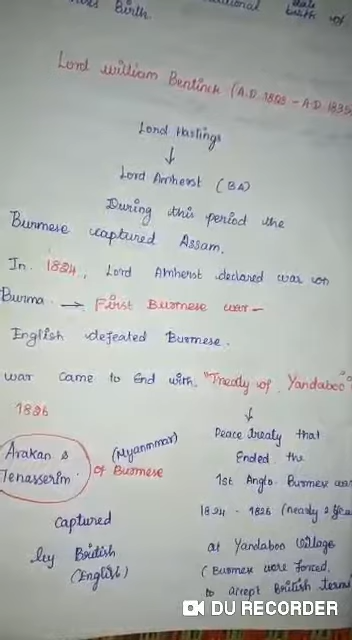 Birth.
Lord william Bentinck (A.D. 1828 - A.D. 1835
Lord Hastings
↓
Lord Amherst (BA)
During this period the
Burmese captured Assam.
In 1824, Lord Amherst declared war on
Burma → First Burmese war -
English defeated Burmese.
war came to End with "Treaty of Yandaboo"
1826
↓
Arakan &
Tenasserim
(Myanmmar)
of Burmese
captured
by British
(English)
Peace treaty that
Ended the
1st Anglo Burmese war
1824 - 1826 (nearly 2
at Yandaboo village
(Burmese were Forced
to accept British terms
DU RECORDER